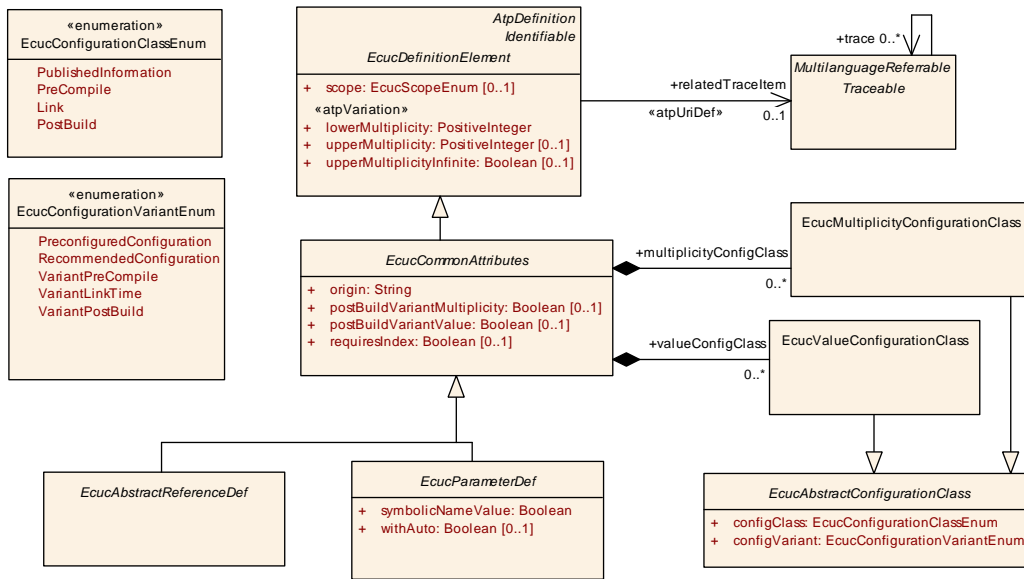 «enumeration»
EcucConfigurationClassEnum
PublishedInformation
PreCompile
Link
PostBuild
«enumeration»
EcucConfigurationVariantEnum
PreconfiguredConfiguration
RecommendedConfiguration
VariantPreCompile
VariantLinkTime
VariantPostBuild
AtpDefinition
Identifiable
EcucDefinitionElement
+ scope: EcucScopeEnum [0..1]
«atpVariation»
+ lowerMultiplicity: PositiveInteger
+ upperMultiplicity: PositiveInteger [0..1]
+ upperMultiplicityInfinite: Boolean [0..1]
+relatedTraceItem
«atpUriDef»
0..1
+trace 0..*
MultilanguageReferrable
Traceable
EcucCommonAttributes
+ origin: String
+ postBuildVariantMultiplicity: Boolean [0..1]
+ postBuildVariantValue: Boolean [0..1]
+ requiresIndex: Boolean [0..1]
+multiplicityConfigClass
0..*
EcucMultiplicityConfigurationClass
+valueConfigClass
0..*
EcucValueConfigurationClass
EcucAbstractReferenceDef
EcucParameterDef
+ symbolicNameValue: Boolean
+ withAuto: Boolean [0..1]
EcucAbstractConfigurationClass
+ configClass: EcucConfigurationClassEnum
+ configVariant: EcucConfigurationVariantEnum